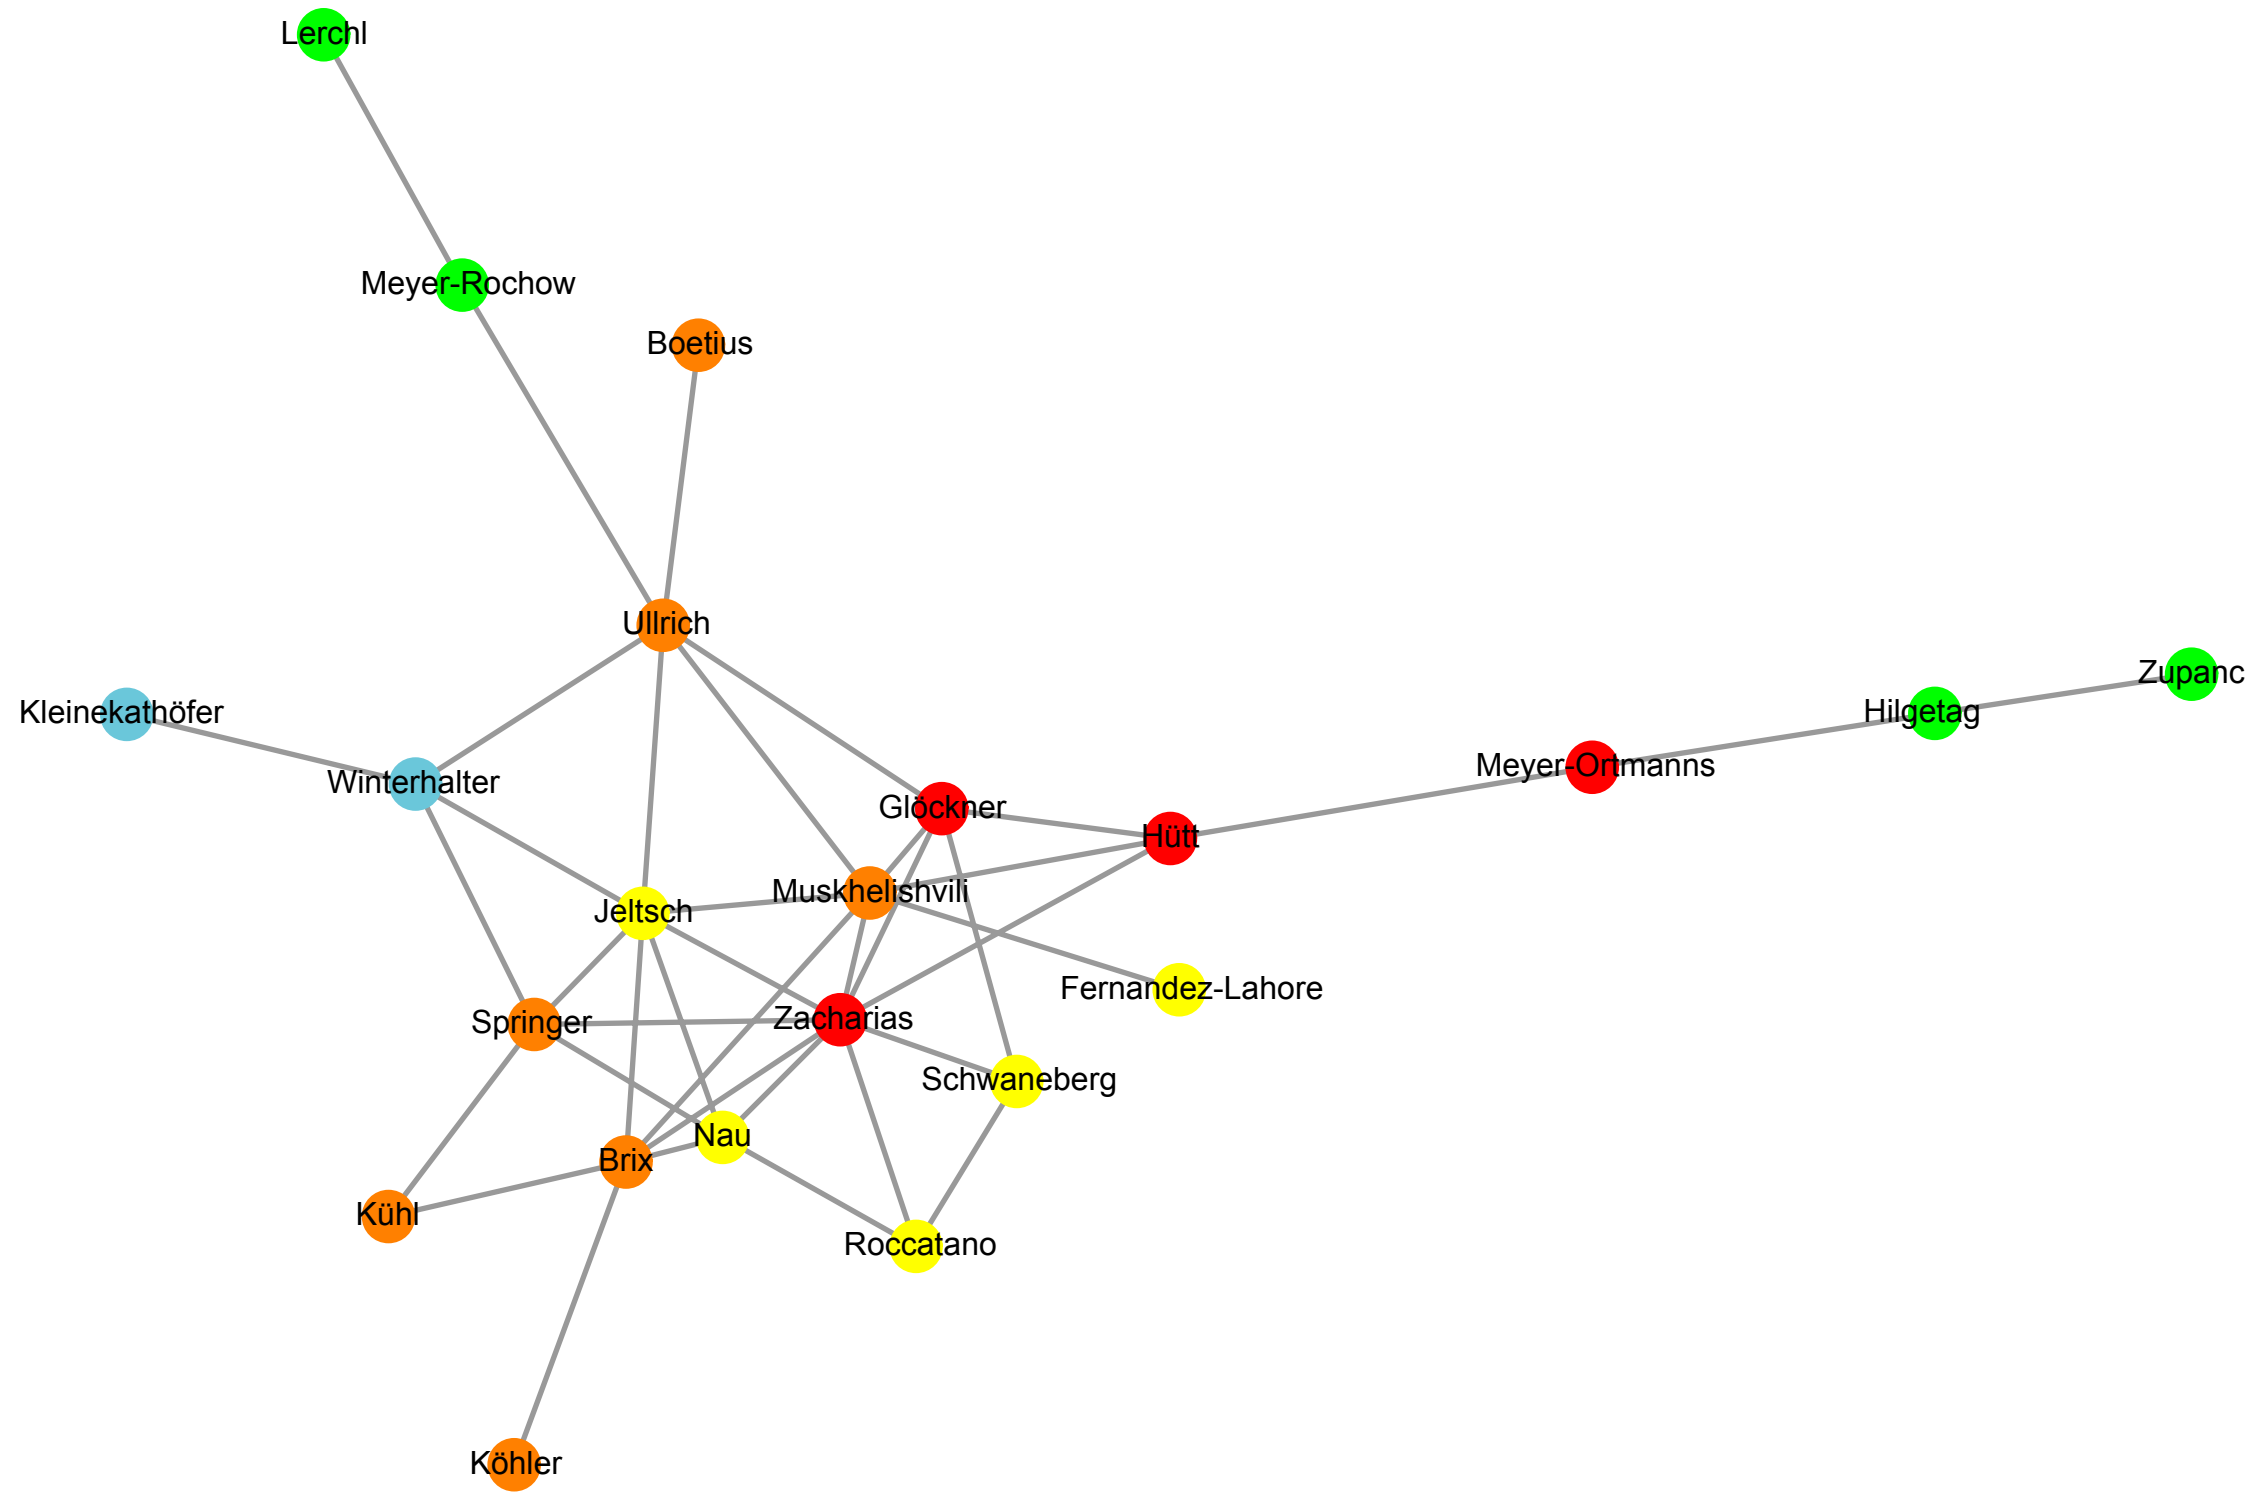 Lerchl
Meyer-Rochow
Boetius
Ullrich
Zupanc
Kleinekathöfer
Hilgetag
Meyer-Ortmanns
Winterhalter
Glöckner
Hütt
Muskhelishvili
Jeltsch
Fernandez-Lahore
Zacharias
Springer
Schwaneberg
Nau
Brix
Kühl
Roccatano
Köhler